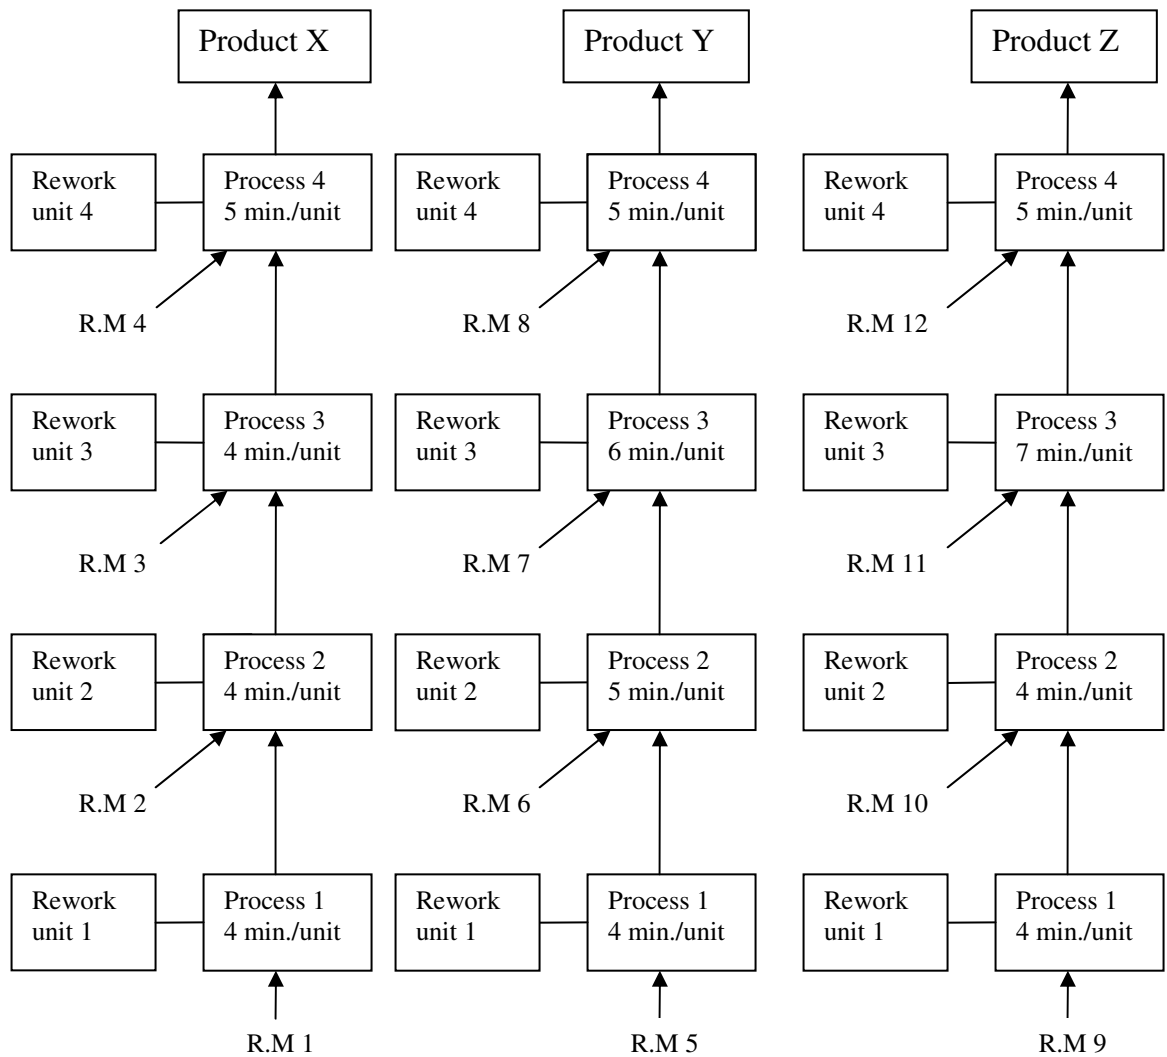 Product X
Product Y
Product Z
Rework
unit 4
Process 4
5 min./unit
Rework
unit 4
Process 4
5 min./unit
Rework
unit 4
Process 4
5 min./unit
R.M 4
R.M 8
R.M 12
Rework
unit 3
Process 3
4 min./unit
Rework
unit 3
Process 3
6 min./unit
Rework
unit 3
Process 3
7 min./unit
R.M 3
R.M 7
R.M 11
Rework
unit 2
Process 2
4 min./unit
Rework
unit 2
Process 2
5 min./unit
Rework
unit 2
Process 2
4 min./unit
R.M 2
R.M 6
R.M 10
Rework
unit 1
Process 1
4 min./unit
Rework
unit 1
Process 1
4 min./unit
Rework
unit 1
Process 1
4 min./unit
R.M 1
R.M 5
R.M 9